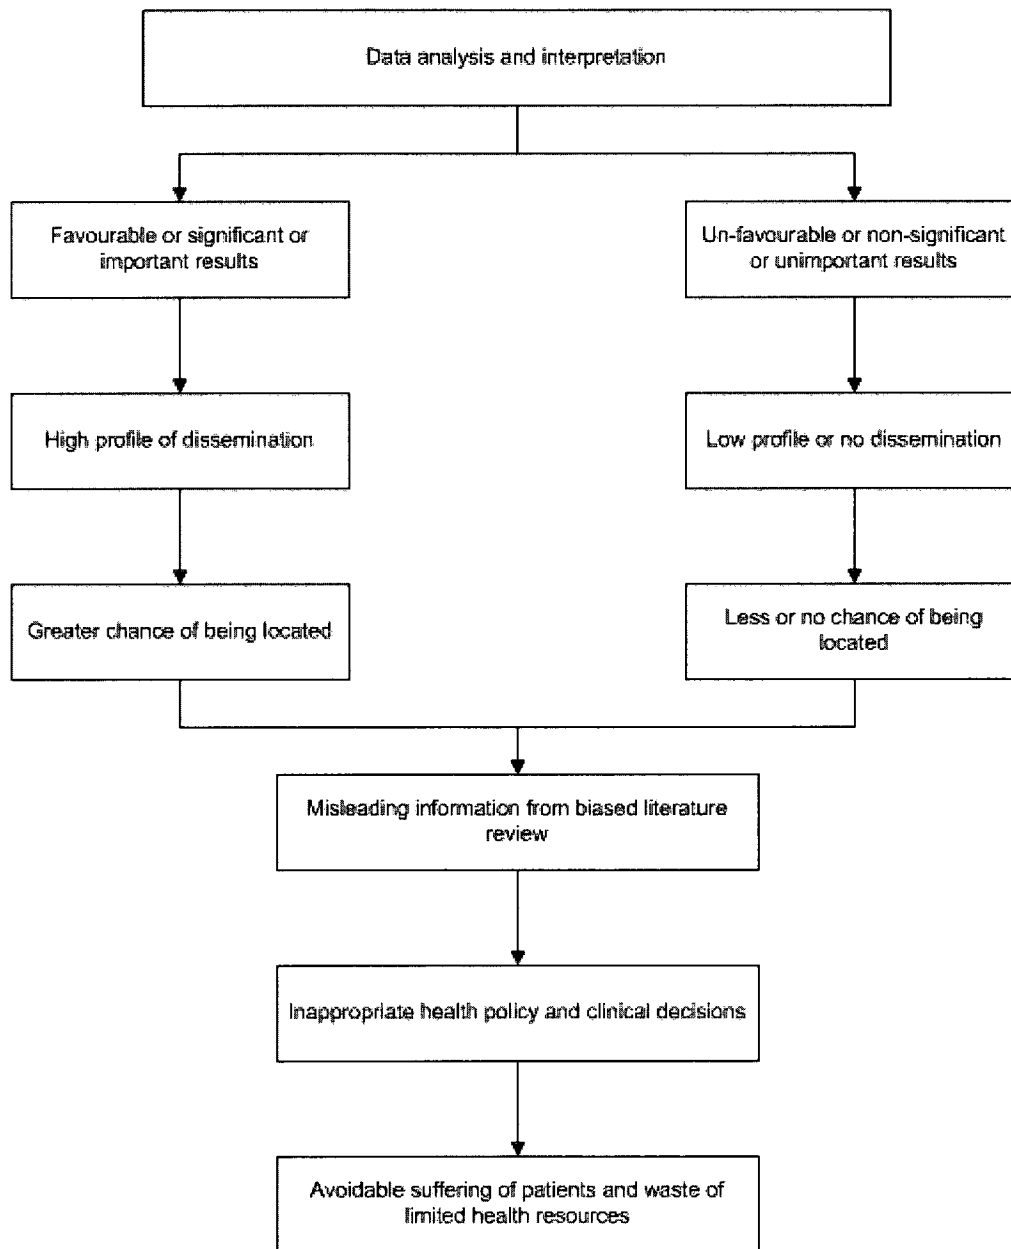 Data analysis and interpretation
Favourable or significant or
important results
Un-favourable or non-significant
or unimportant results
High profile of dissemination
Low profile or no dissemination
Greater chance of being located
Less or no chance of being
located
Misleading information from biased literature
review
Inappropriate health policy and clinical decisions
Avoidable suffering of patients and waste of
limited health resources